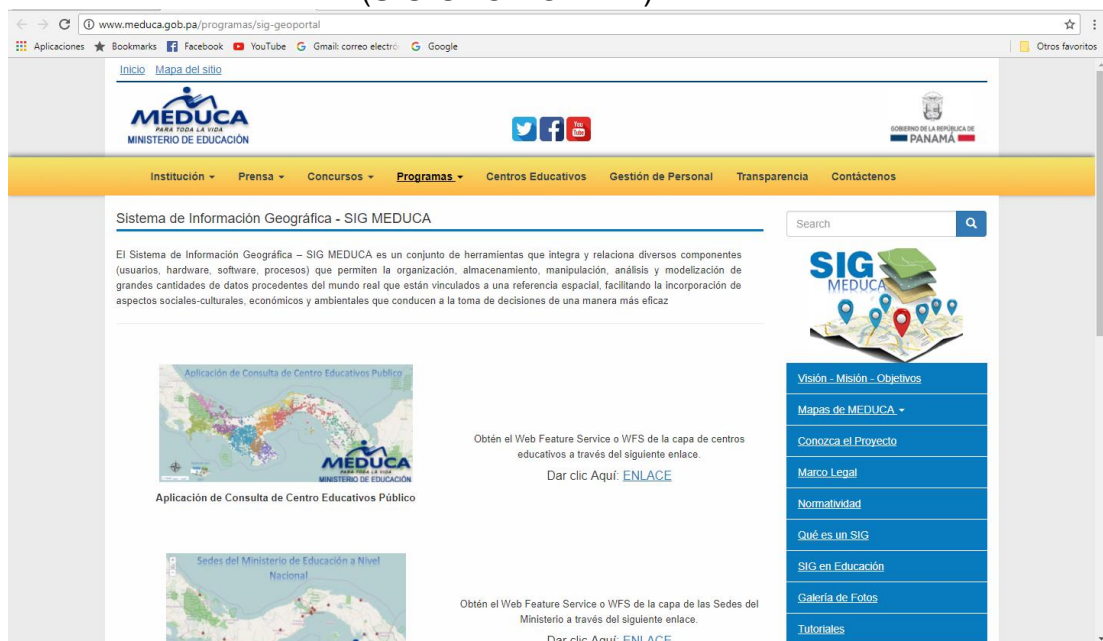 www.meduca.gob.pa/programas/sig-geoportal
Aplicaciones Bookmarks Facebook YouTube Gmail: correo electró Google Otros favoritos
Inicio Mapa del sitio
MEDUCA
PARA TODA LA VIDA
MINISTERIO DE EDUCACIÓN
You
Tube
GOBIERNO DE LA REPÚBLICA DE
PANAMÁ
Institución Prensa Concursos Programas Centros Educativos Gestión de Personal Transparencia Contáctenos
Sistema de Información Geográfica - SIG MEDUCA
El Sistema de Información Geográfica – SIG MEDUCA es un conjunto de herramientas que integra y relaciona diversos componentes
(usuarios, hardware, software, procesos) que permiten la organización, almacenamiento, manipulación, análisis y modelización de
grandes cantidades de datos procedentes del mundo real que están vinculados a una referencia espacial, facilitando la incorporación de
aspectos sociales-culturales, económicos y ambientales que conducen a la toma de decisiones de una manera más eficaz
Aplicación de Consulta de Centro Educativos Publico
MEDUCA
PARA TODA LA VIDA
MINISTERIO DE EDUCACIÓN
Aplicación de Consulta de Centro Educativos Público
Obtén el Web Feature Service o WFS de la capa de centros
educativos a través del siguiente enlace.
Dar clic Aquí: ENLACE
Sedes del Ministerio de Educación a Nivel
Nacional
Obtén el Web Feature Service o WFS de la capa de las Sedes del
Ministerio a través del siguiente enlace.
Dar clic Aquí: ENLACE
Search
SIG
MEDUCA
Visión - Misión - Objetivos
Mapas de MEDUCA
Conozca el Proyecto
Marco Legal
Normatividad
Qué es un SIG
SIG en Educación
Galería de Fotos
Tutoriales